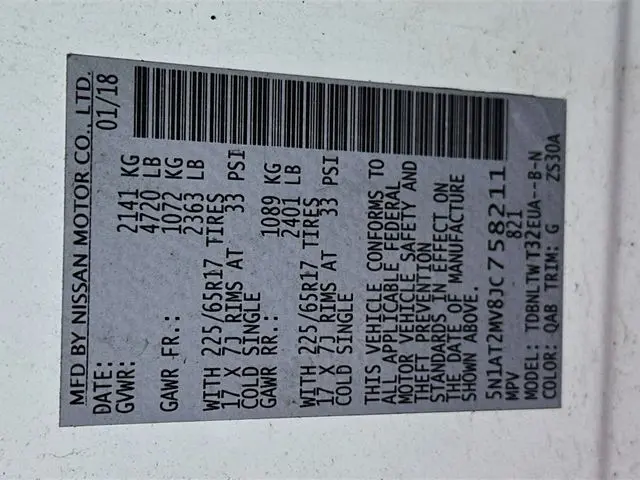 MFD BY NISSAN MOTOR CO., LTD.
DATE: 01/18
GVWR: 2141 KG
4720 LB
GAWR FR.: 1072 KG
2363 LB
WITH 225/65R17 TIRES
17 X 7J RIMS AT 33 PSI
COLD SINGLE
GAWR RR.: 1089 KG
2401 LB
WITH 225/65R17 TIRES
17 X 7J RIMS AT 33 PSI
COLD SINGLE
THIS VEHICLE CONFORMS TO
ALL APPLICABLE FEDERAL
MOTOR VEHICLE SAFETY AND
THEFT PREVENTION
STANDARDS IN EFFECT ON
THE DATE OF MANUFACTURE
SHOWN ABOVE.
5N1AT2MV8JC758211
MPV 821
MODEL: TDBNLTWT32EUA--B-N
COLOR: QAB TRIM: G ZS30A